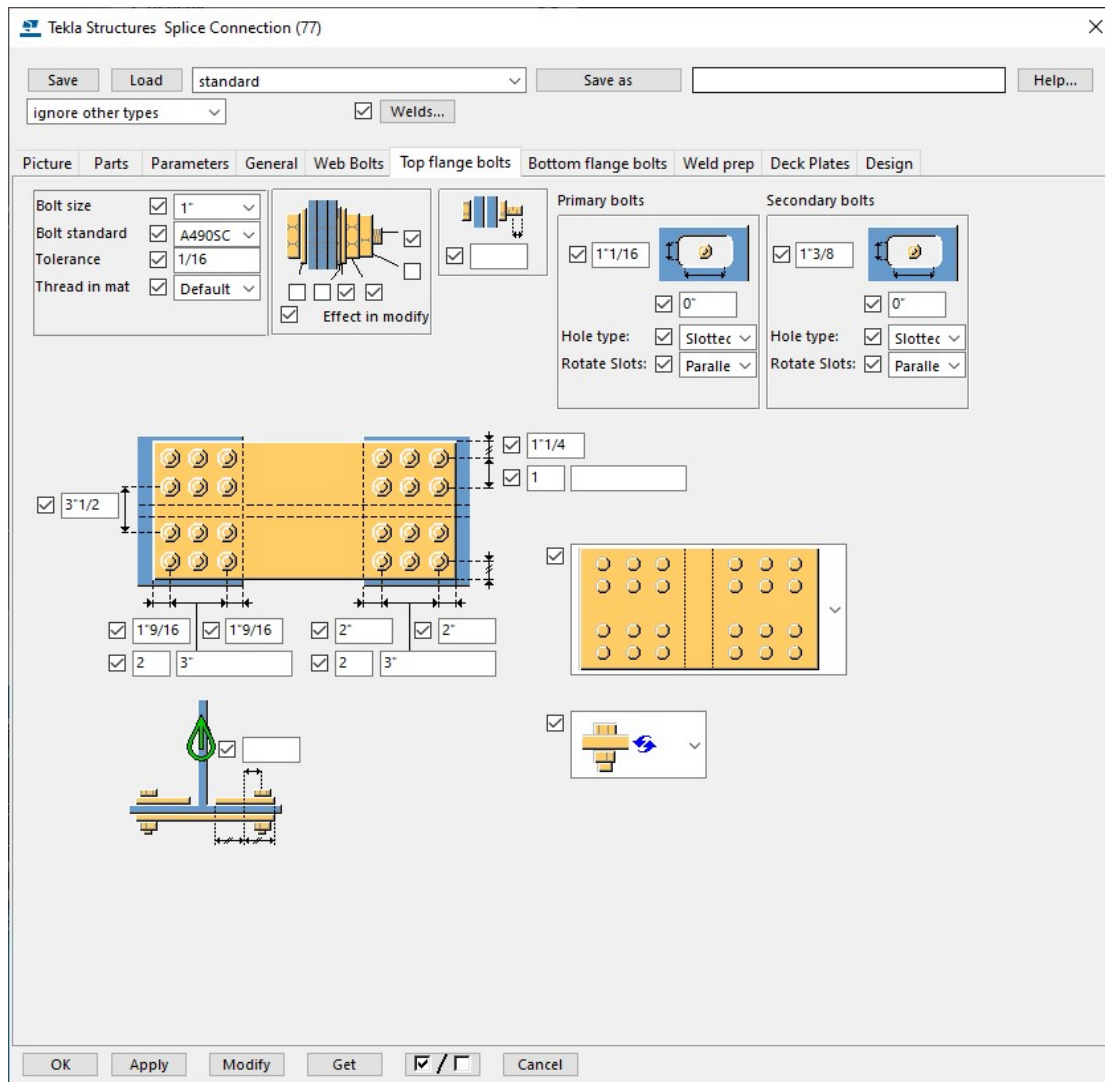 Tekla Structures Splice Connection (77)
Save Load standard Save as Help...
ignore other types Welds...
Picture Parts Parameters General Web Bolts Top flange bolts Bottom flange bolts Weld prep Deck Plates Design
Bolt size 1"
Bolt standard A490SC
Tolerance 1/16
Thread in mat Default
Effect in modify
Primary bolts
1"1/16
0"
Hole type: Slottec
Rotate Slots: Paralle
Secondary bolts
1"3/8
0"
Hole type: Slottec
Rotate Slots: Paralle
1"1/4
1
3"1/2
1"9/16 1"9/16 2" 2"
2 3" 2 3"
OK Apply Modify Get / Cancel